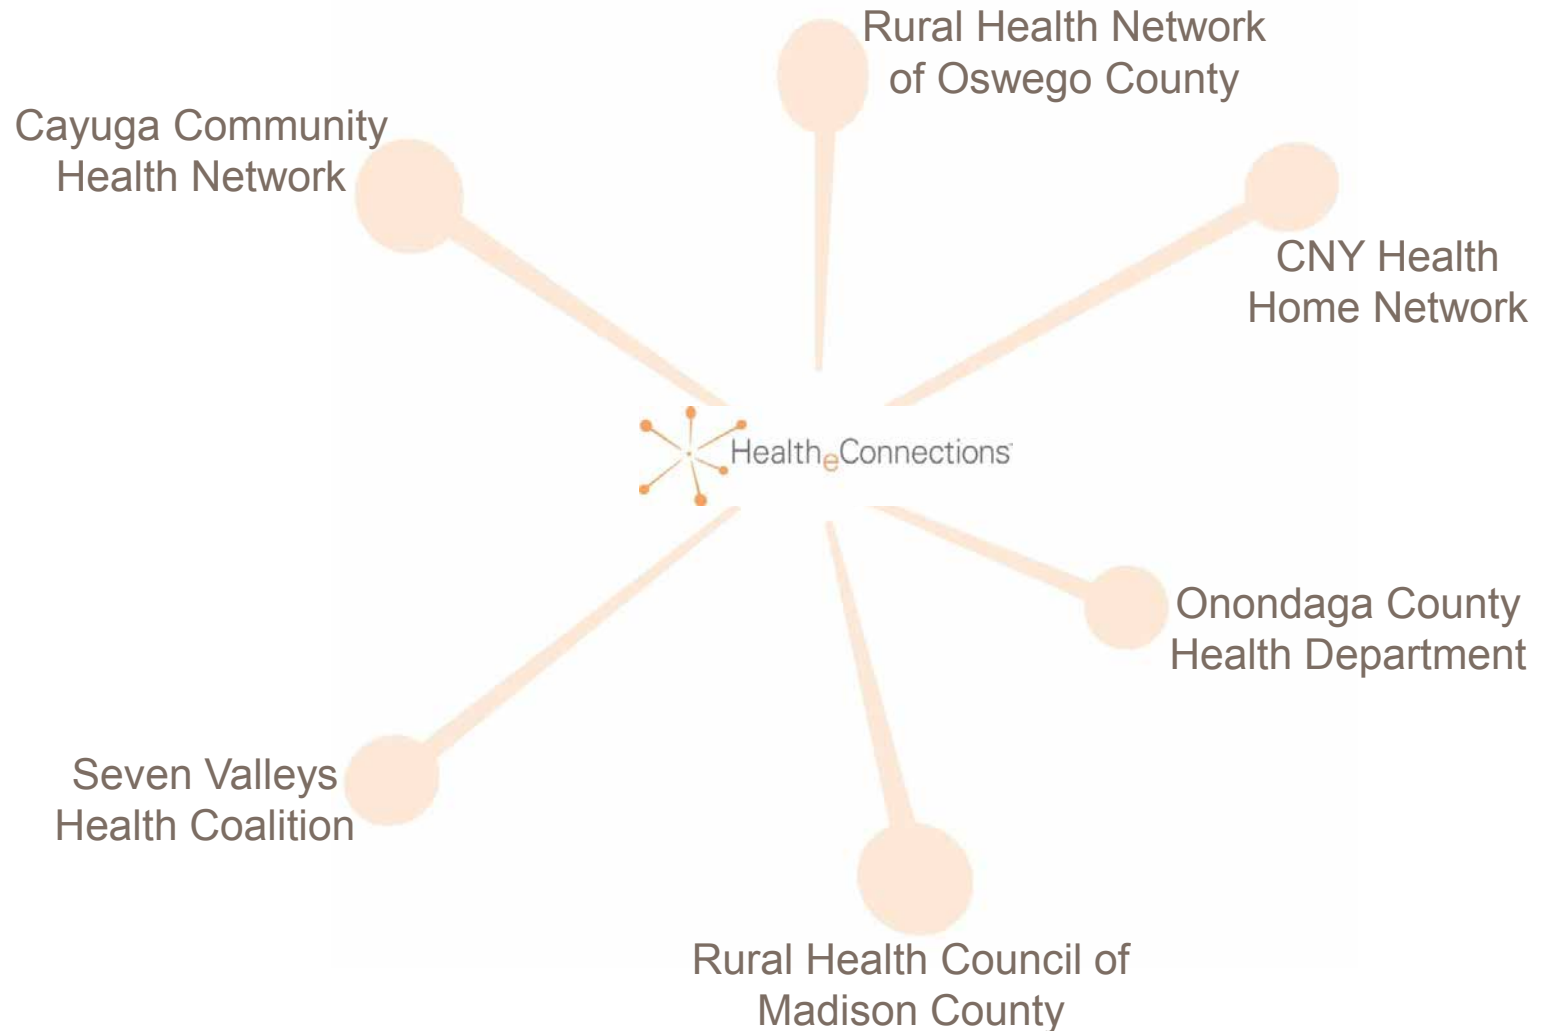 Rural Health Network
of Oswego County
Cayuga Community
Health Network
CNY Health
Home Network
HealtheConnections
Onondaga County
Health Department
Seven Valleys
Health Coalition
Rural Health Council of
Madison County